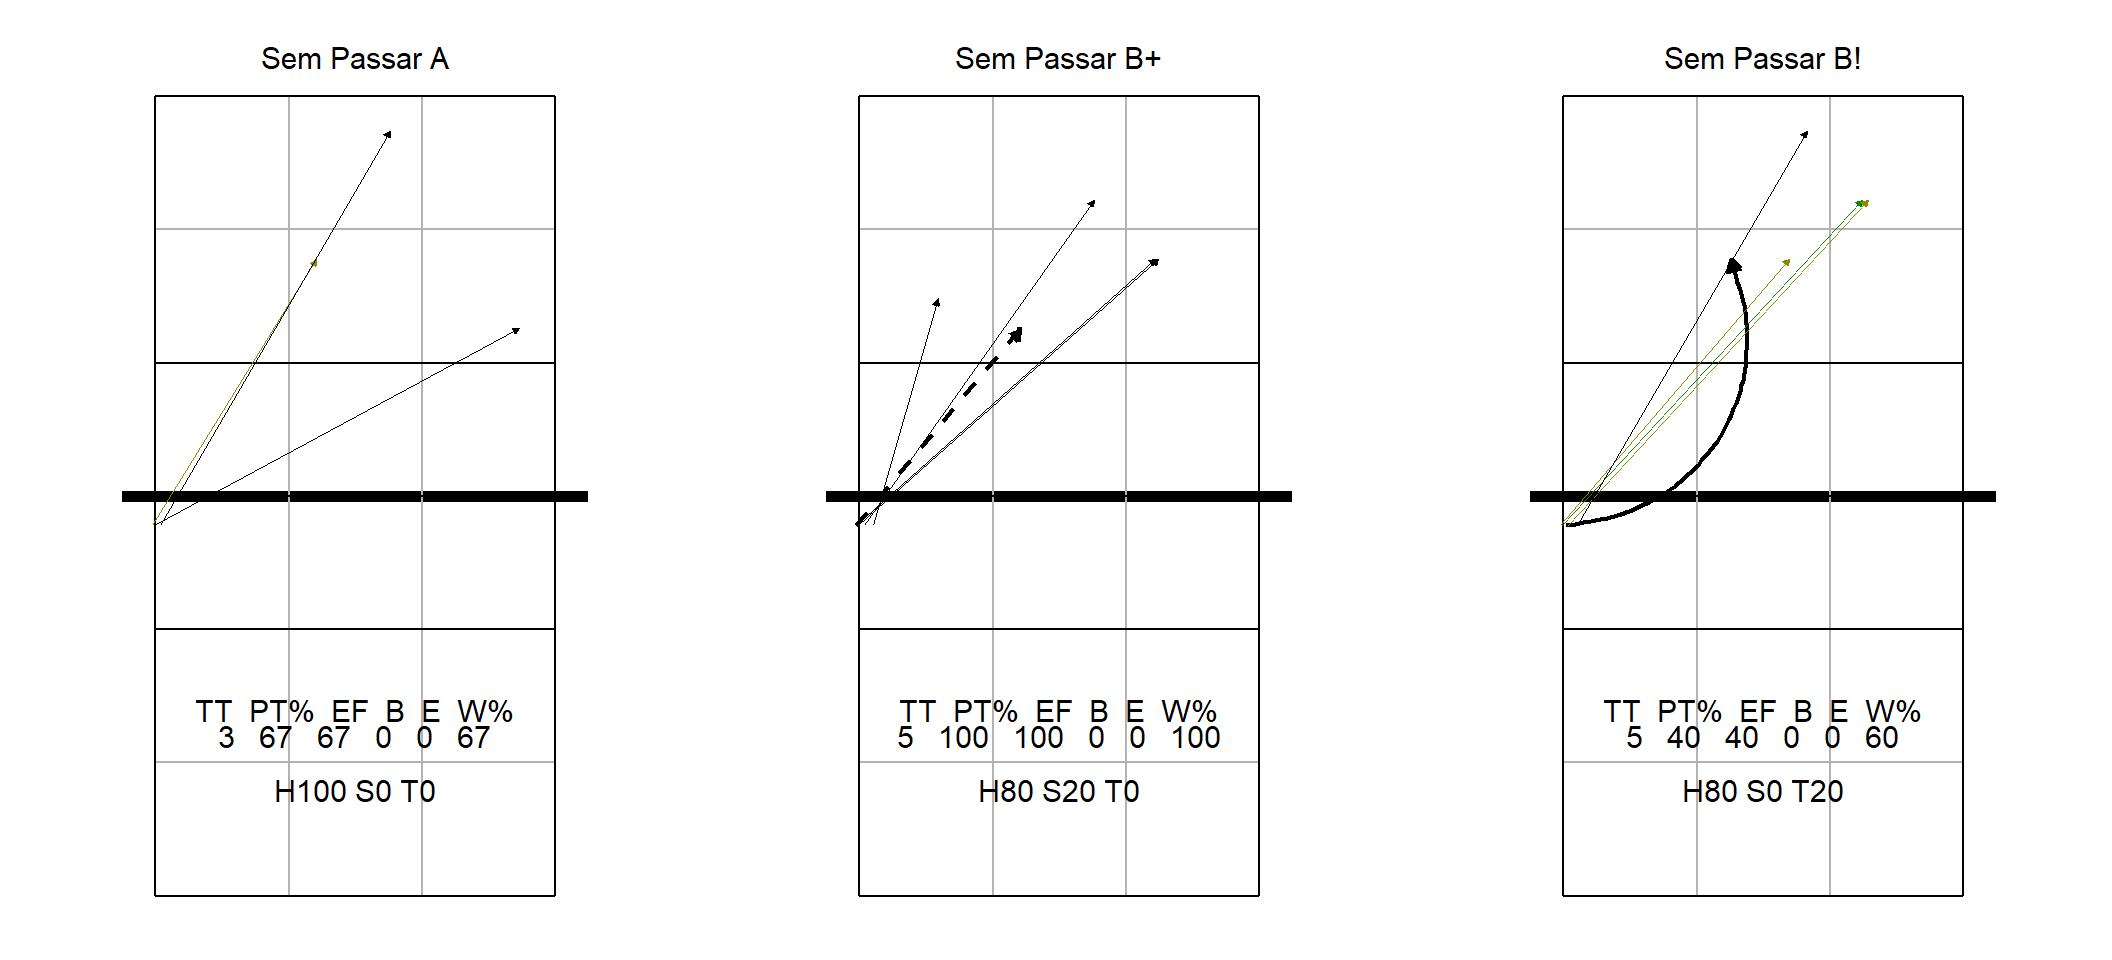 Sem Passar A
TT PT% EF B E W%
3 67 67 0 0 67
H100 S0 T0
Sem Passar B+
TT PT% EF B E W%
5 100 100 0 0 100
H80 S20 T0
Sem Passar B!
TT PT% EF B E W%
5 40 40 0 0 60
H80 S0 T20